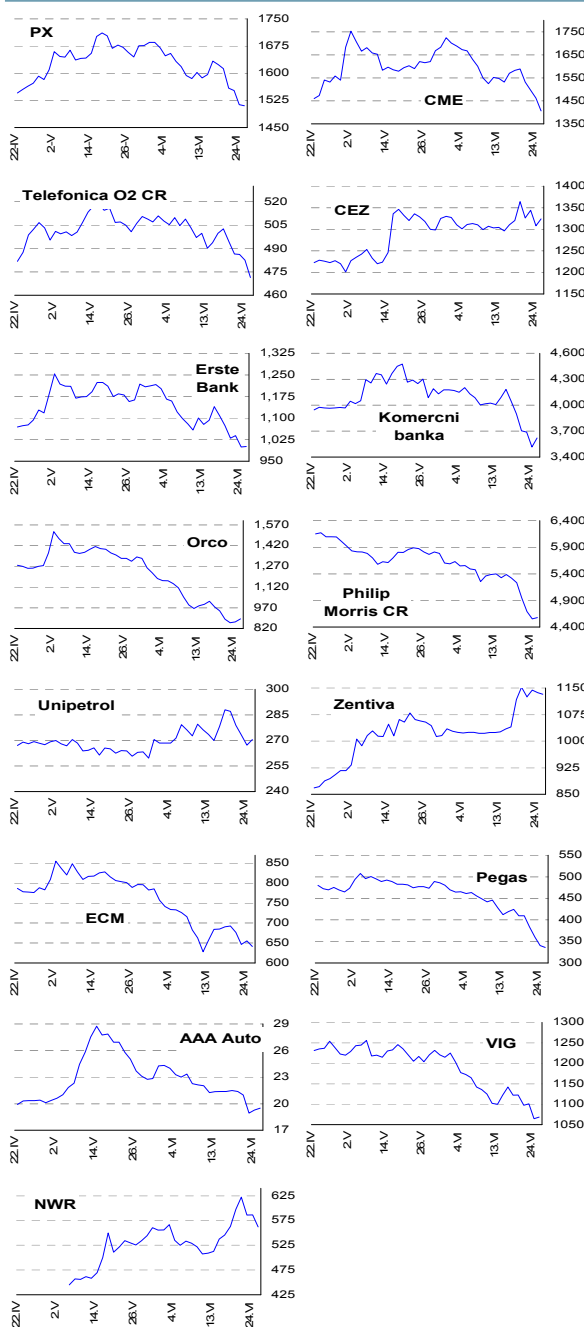 PX
1750
1675
1600
1525
1450
22.IV
2.V
14.V
26.V
4.VI
13.VI
24.VI
CME
1750
1650
1550
1450
1350
22.IV
2.V
14.V
26.V
4.VI
13.VI
24.VI
Telefonica O2 CR
520
505
490
475
460
22.IV
2.V
14.V
26.V
4.VI
13.VI
24.VI
CEZ
1400
1350
1300
1250
1200
1150
22.IV
2.V
14.V
26.V
4.VI
13.VI
24.VI
Erste
Bank
1,325
1,250
1,175
1,100
1,025
950
22.IV
2.V
14.V
26.V
4.VI
13.VI
24.VI
Komercni
banka
4,600
4,300
4,000
3,700
3,400
22.IV
2.V
14.V
26.V
4.VI
13.VI
24.VI
Orco
1,570
1,420
1,270
1,120
970
820
22.IV
2.V
14.V
26.V
4.VI
13.VI
24.VI
Philip
Morris CR
6,400
5,900
5,400
4,900
4,400
22.IV
2.V
14.V
26.V
4.VI
13.VI
24.VI
Unipetrol
300
285
270
255
240
22.IV
2.V
14.V
26.V
4.VI
13.VI
24.VI
Zentiva
1150
1075
1000
925
850
22.IV
2.V
14.V
26.V
4.VI
13.VI
24.VI
ECM
850
800
750
700
650
600
22.IV
2.V
14.V
26.V
4.VI
13.VI
24.VI
Pegas
550
500
450
400
350
300
22.IV
2.V
14.V
26.V
4.VI
13.VI
24.VI
AAA Auto
29
26
23
20
17
22.IV
2.V
14.V
26.V
4.VI
13.VI
24.VI
VIG
1300
1250
1200
1150
1100
1050
22.IV
2.V
14.V
26.V
4.VI
13.VI
24.VI
NWR
625
575
525
475
425
22.IV
2.V
14.V
26.V
4.VI
13.VI
24.VI